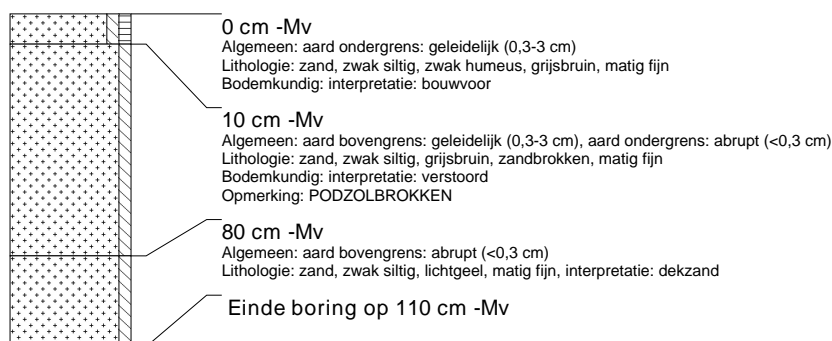 0 cm -Mv
Algemeen: aard ondergrens: geleidelijk (0,3-3 cm)
Lithologie: zand, zwak siltig, zwak humeus, grijsbruin, matig fijn
Bodemkundig: interpretatie: bouwvoor
10 cm -Mv
Algemeen: aard bovengrens: geleidelijk (0,3-3 cm), aard ondergrens: abrupt (<0,3 cm)
Lithologie: zand, zwak siltig, grijsbruin, zandbrokken, matig fijn
Bodemkundig: interpretatie: verstoord
Opmerking: PODZOLBROKKEN
80 cm -Mv
Algemeen: aard bovengrens: abrupt (<0,3 cm)
Lithologie: zand, zwak siltig, lichtgeel, matig fijn, interpretatie: dekzand
Einde boring op 110 cm -Mv